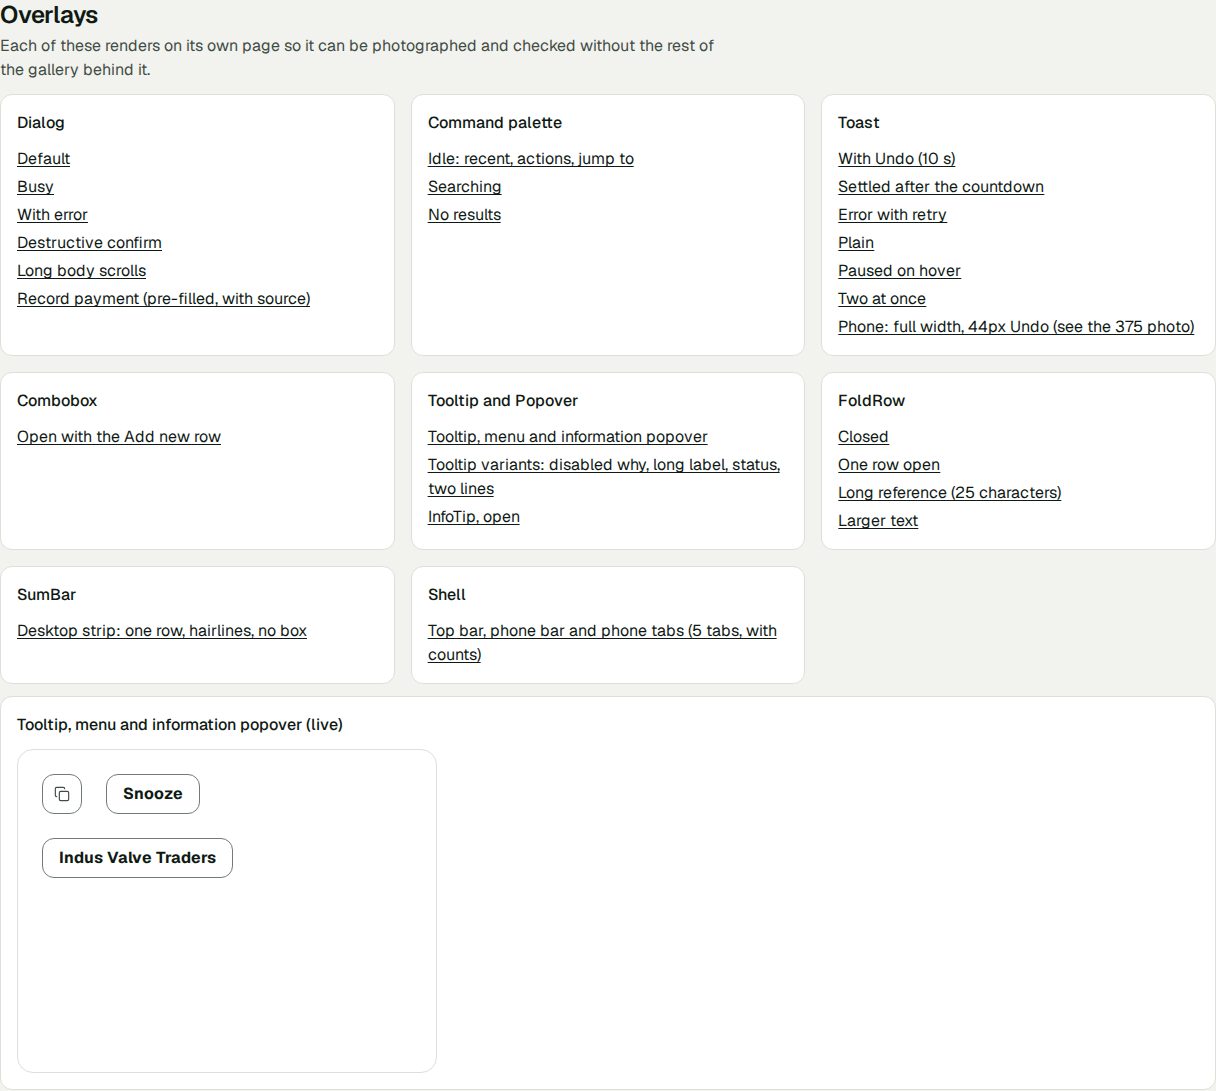 Overlays
Each of these renders on its own page so it can be photographed and checked without the rest of
the gallery behind it.
Dialog
Default
Busy
With error
Destructive confirm
Long body scrolls
Record payment (pre-filled, with source)
Command palette
Idle: recent, actions, jump to
Searching
No results
Toast
With Undo (10 s)
Settled after the countdown
Error with retry
Plain
Paused on hover
Two at once
Phone: full width, 44px Undo (see the 375 photo)
Combobox
Open with the Add new row
Tooltip and Popover
Tooltip, menu and information popover
Tooltip variants: disabled why, long label, status,
two lines
InfoTip, open
FoldRow
Closed
One row open
Long reference (25 characters)
Larger text
SumBar
Desktop strip: one row, hairlines, no box
Shell
Top bar, phone bar and phone tabs (5 tabs, with
counts)
Tooltip, menu and information popover (live)
Snooze
Indus Valve Traders